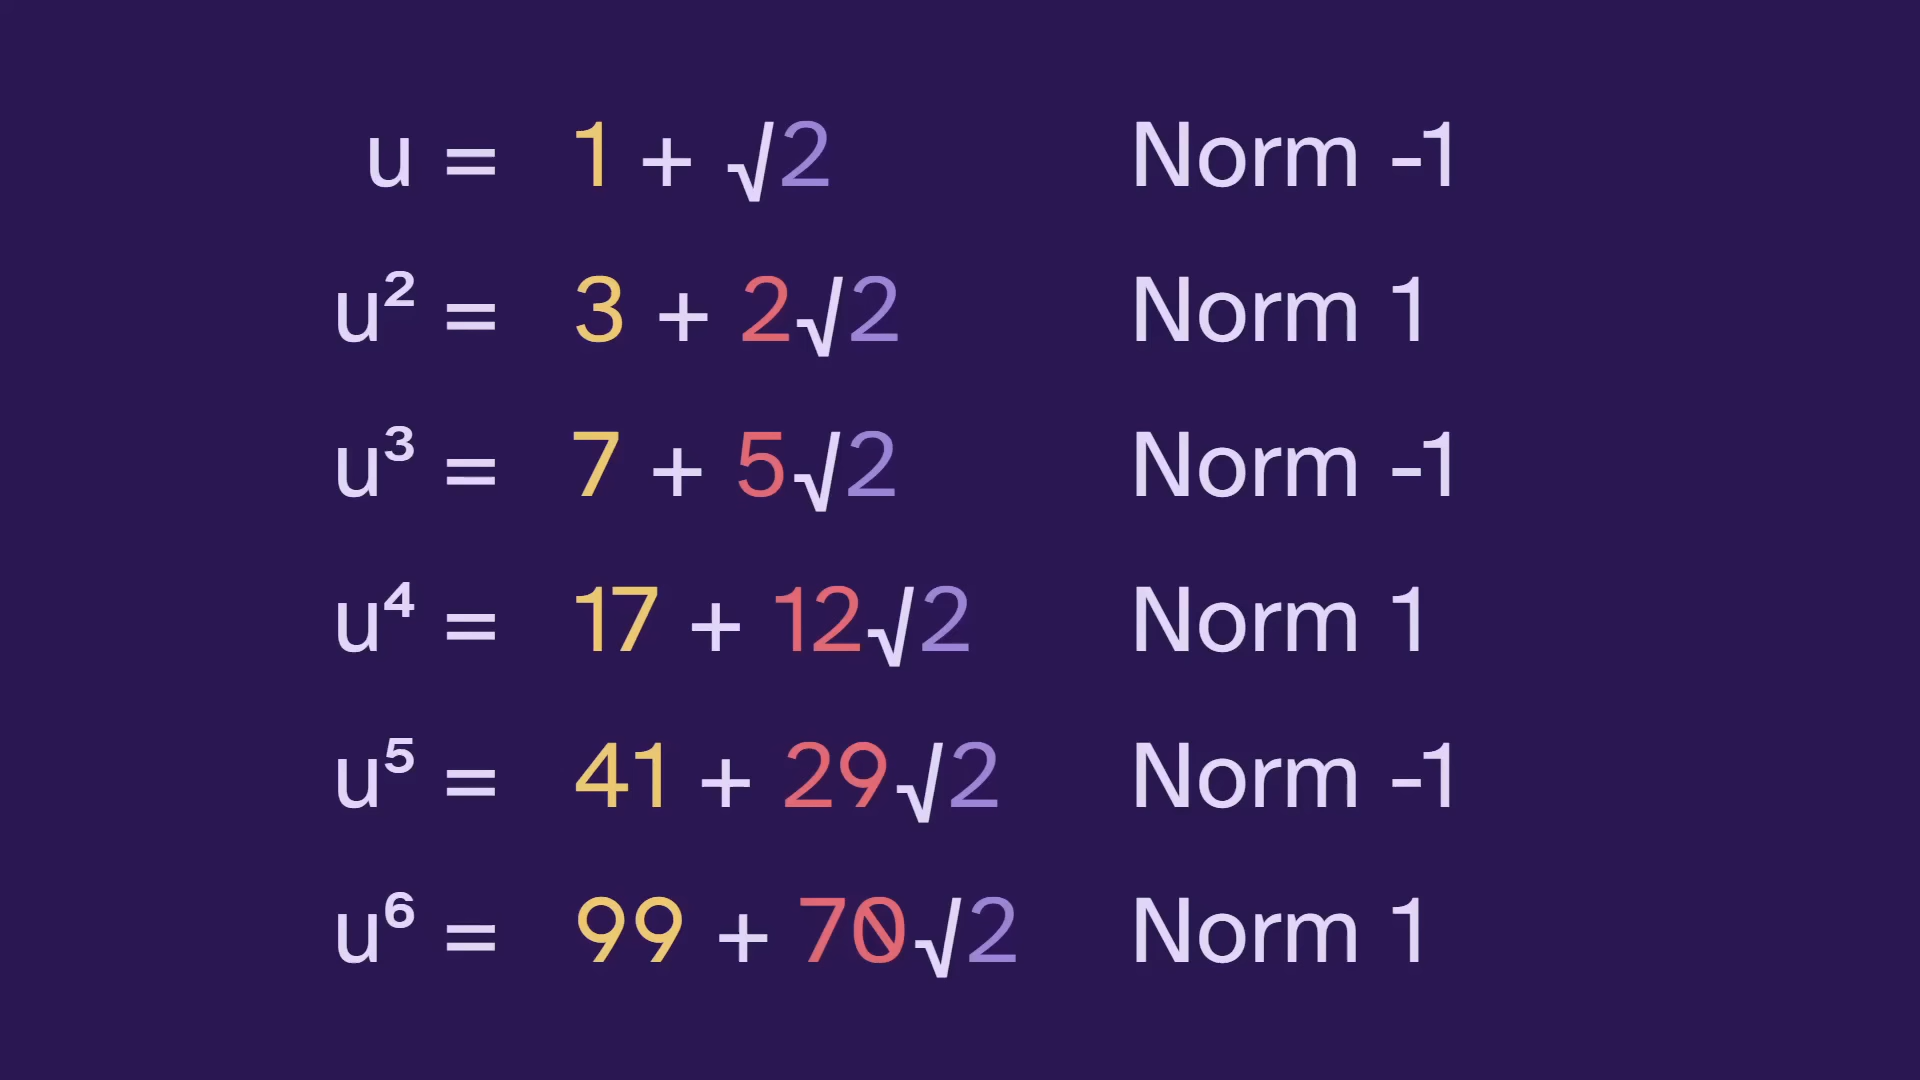 u = 1 + √2 Norm -1
u² = 3 + 2√2 Norm 1
u³ = 7 + 5√2 Norm -1
u⁴ = 17 + 12√2 Norm 1
u⁵ = 41 + 29√2 Norm -1
u⁶ = 99 + 70√2 Norm 1